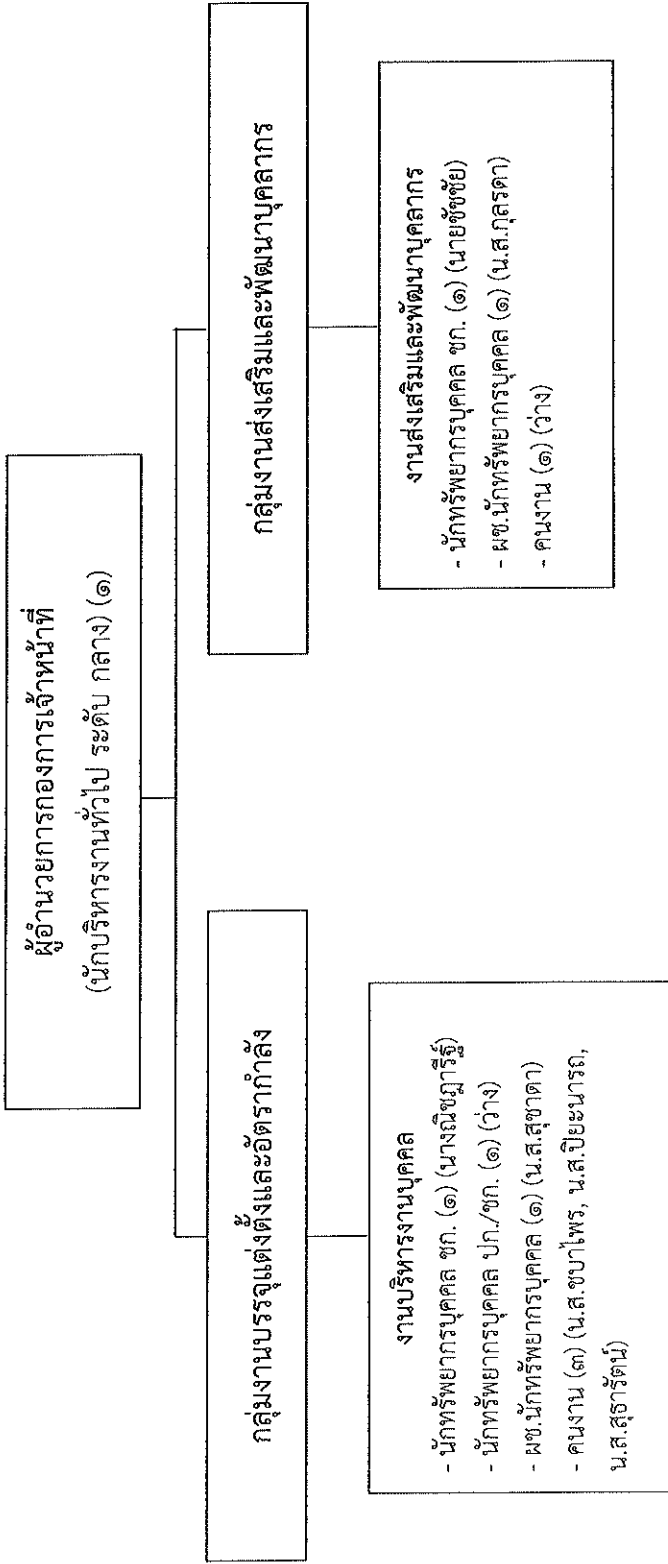 ผู้อำนวยการกองการเจ้าหน้าที่
(นักบริหารงานทั่วไป ระดับ กลาง) (๑)
กลุ่มงานบรรจุแต่งตั้งและอัตรากำลัง
งานบริหารงานบุคคล
- นักทรัพยากรบุคคล ชก. (๑) (นางณิชฏารีฐ์)
- นักทรัพยากรบุคคล ปก./ชก. (๑) (ว่าง)
- ผช.นักทรัพยากรบุคคล (๑) (น.ส.สุชาดา)
- คนงาน (๓) (น.ส.ชบาไพร, น.ส.ปิยะนารถ,
น.ส.สุธารัตน์)
กลุ่มงานส่งเสริมและพัฒนาบุคลากร
งานส่งเสริมและพัฒนาบุคลากร
- นักทรัพยากรบุคคล ชก. (๑) (นายชัชชัย)
- ผช.นักทรัพยากรบุคคล (๑) (น.ส.กุลรดา)
- คนงาน (๑) (ว่าง)